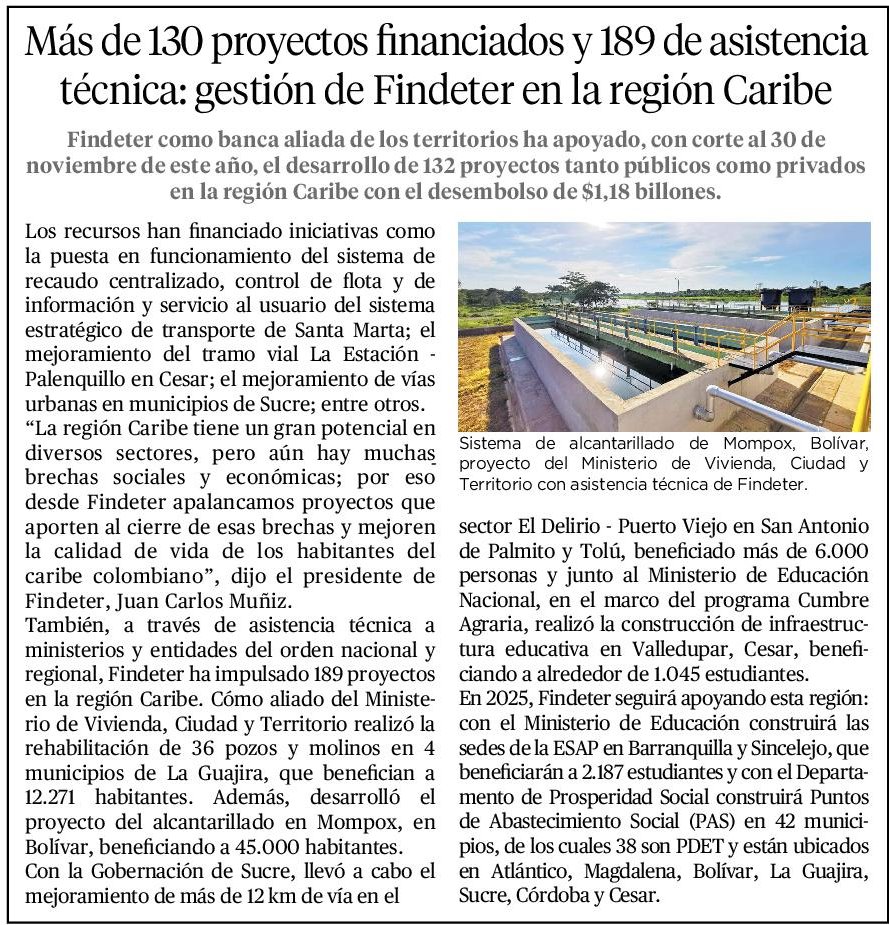 Más de 130 proyectos financiados y 189 de asistencia
técnica: gestión de Findeter en la región Caribe
Findeter como banca aliada de los territorios ha apoyado, con corte al 30 de
noviembre de este año, el desarrollo de 132 proyectos tanto públicos como privados
en la región Caribe con el desembolso de $1,18 billones.
Los recursos han financiado iniciativas como
la puesta en funcionamiento del sistema de
recaudo centralizado, control de flota y de
información y servicio al usuario del sistema
estratégico de transporte de Santa Marta; el
mejoramiento del tramo vial La Estación -
Palenquillo en Cesar; el mejoramiento de vías
urbanas en municipios de Sucre; entre otros.
“La región Caribe tiene un gran potencial en
diversos sectores, pero aún hay muchas
brechas sociales y económicas; por eso
desde Findeter apalancamos proyectos que
aporten al cierre de esas brechas y mejoren
la calidad de vida de los habitantes del
caribe colombiano”, dijo el presidente de
Findeter, Juan Carlos Muñiz.
También, a través de asistencia técnica a
ministerios y entidades del orden nacional y
regional, Findeter ha impulsado 189 proyectos
en la región Caribe. Cómo aliado del Ministe-
rio de Vivienda, Ciudad y Territorio realizó la
rehabilitación de 36 pozos y molinos en 4
municipios de La Guajira, que benefician a
12.271 habitantes. Además, desarrolló el
proyecto del alcantarillado en Mompox, en
Bolívar, beneficiando a 45.000 habitantes.
Con la Gobernación de Sucre, llevó a cabo el
mejoramiento de más de 12 km de vía en el
Sistema de alcantarillado de Mompox, Bolívar,
proyecto del Ministerio de Vivienda, Ciudad y
Territorio con asistencia técnica de Findeter.
sector El Delirio - Puerto Viejo en San Antonio
de Palmito y Tolú, beneficiado más de 6.000
personas y junto al Ministerio de Educación
Nacional, en el marco del programa Cumbre
Agraria, realizó la construcción de infraestruc-
tura educativa en Valledupar, Cesar, benefi-
ciando a alrededor de 1.045 estudiantes.
En 2025, Findeter seguirá apoyando esta región:
con el Ministerio de Educación construirá las
sedes de la ESAP en Barranquilla y Sincelejo, que
beneficiarán a 2.187 estudiantes y con el Departa-
mento de Prosperidad Social construirá Puntos
de Abastecimiento Social (PAS) en 42 munici-
pios, de los cuales 38 son PDET y están ubicados
en Atlántico, Magdalena, Bolívar, La Guajira,
Sucre, Córdoba y Cesar.